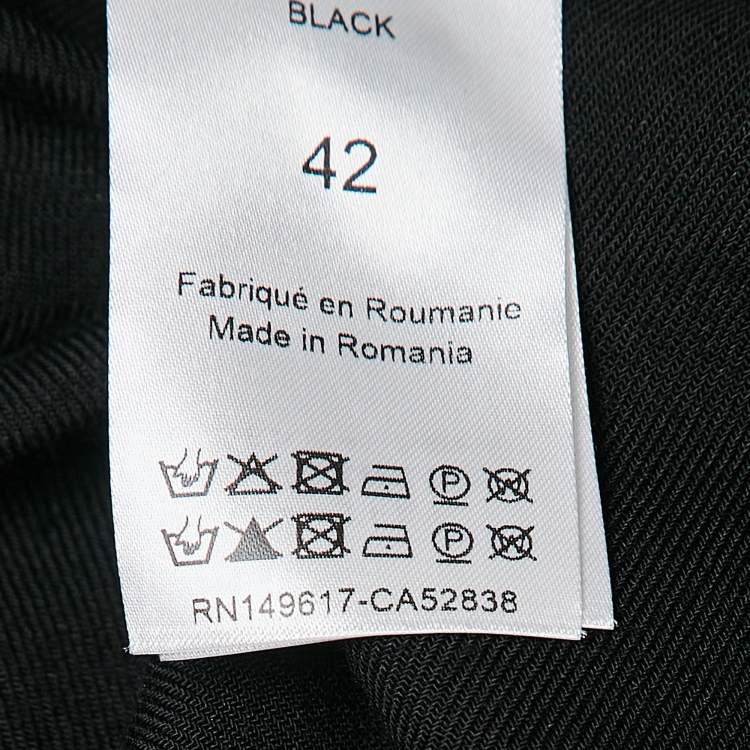 BLACK
42
Fabriqué en Roumanie
Made in Romania
P
P
RN149617-CA52838